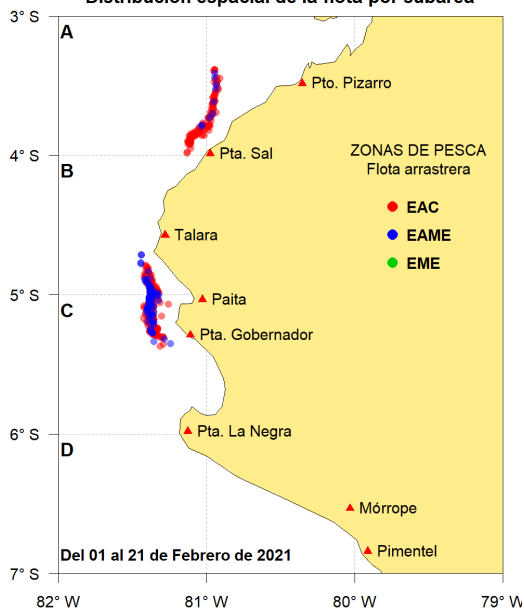 Distribución espacial de la flota por subárea
3° S
A
Pto. Pizarro
ZONAS DE PESCA
Flota arrastrera
4° S
Pta. Sal
B
EAC
Talara
EAME
EME
5° S
Paita
C
Pta. Gobernador
6° S
Pta. La Negra
D
Mórrope
Del 01 al 21 de Febrero de 2021
Pimentel
7° S
82° W
81° W
80° W
79° W